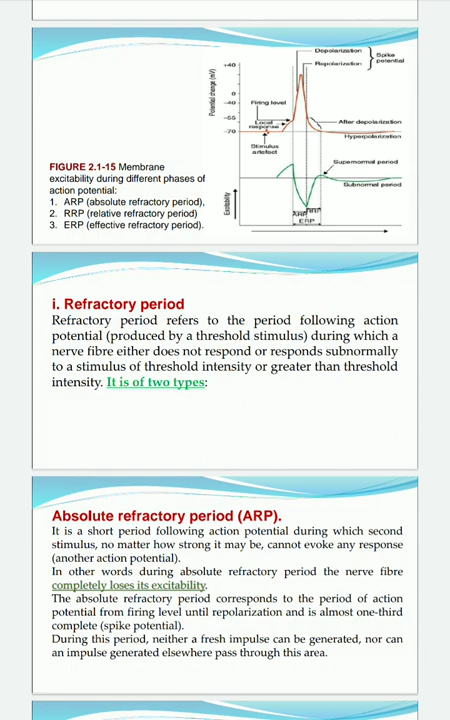 Depolarization
Spike
potential
Repolarization
+40
0
-40
-55
-70
Potential change (mV)
Firing level
Local
response
After depolarization
Hyperpolarization
Stimulus
artefact
Supernormal period
Subnormal period
Excitability
ARP
RRP
ERP
FIGURE 2.1-15 Membrane
excitability during different phases of
action potential:
1. ARP (absolute refractory period),
2. RRP (relative refractory period)
3. ERP (effective refractory period).
i. Refractory period
Refractory period refers to the period following action
potential (produced by a threshold stimulus) during which a
nerve fibre either does not respond or responds subnormally
to a stimulus of threshold intensity or greater than threshold
intensity. It is of two types:
Absolute refractory period (ARP).
It is a short period following action potential during which second
stimulus, no matter how strong it may be, cannot evoke any response
(another action potential).
In other words during absolute refractory period the nerve fibre
completely loses its excitability.
The absolute refractory period corresponds to the period of action
potential from firing level until repolarization and is almost one-third
complete (spike potential).
During this period, neither a fresh impulse can be generated, nor can
an impulse generated elsewhere pass through this area.